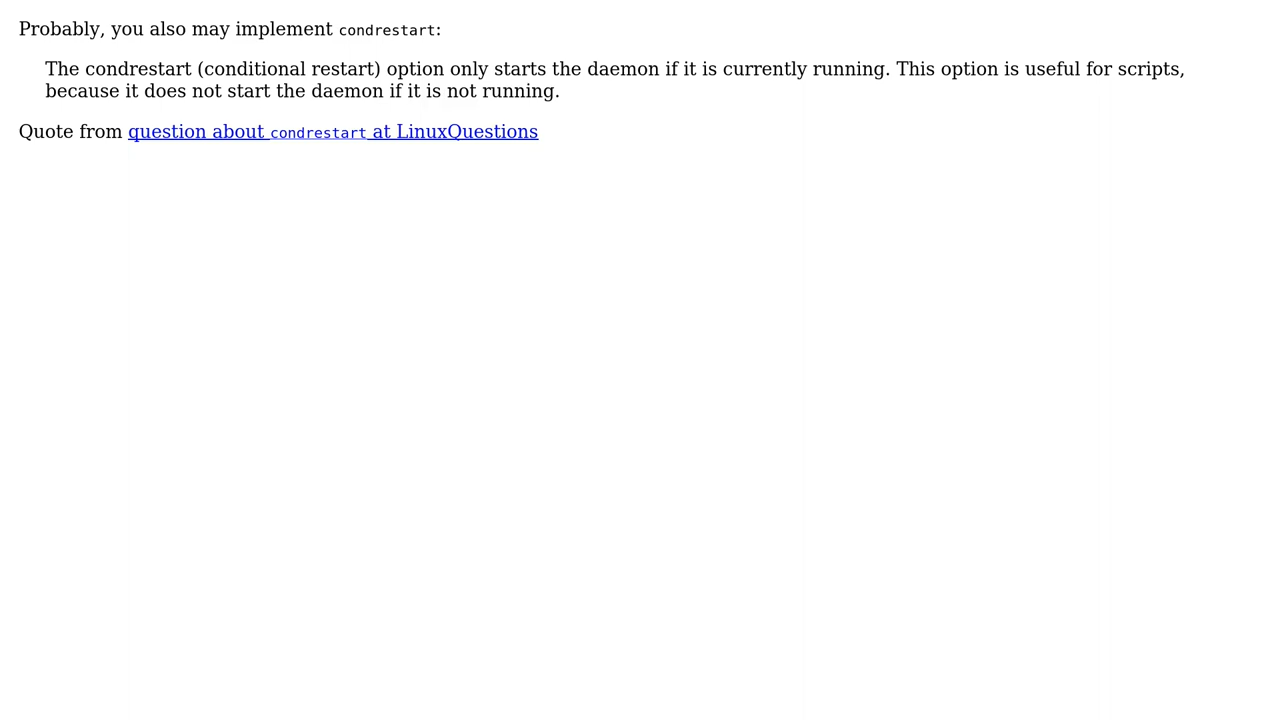 Probably, you also may implement condrestart:
The condrestart (conditional restart) option only starts the daemon if it is currently running. This option is useful for scripts,
because it does not start the daemon if it is not running.
Quote from question about condrestart at LinuxQuestions